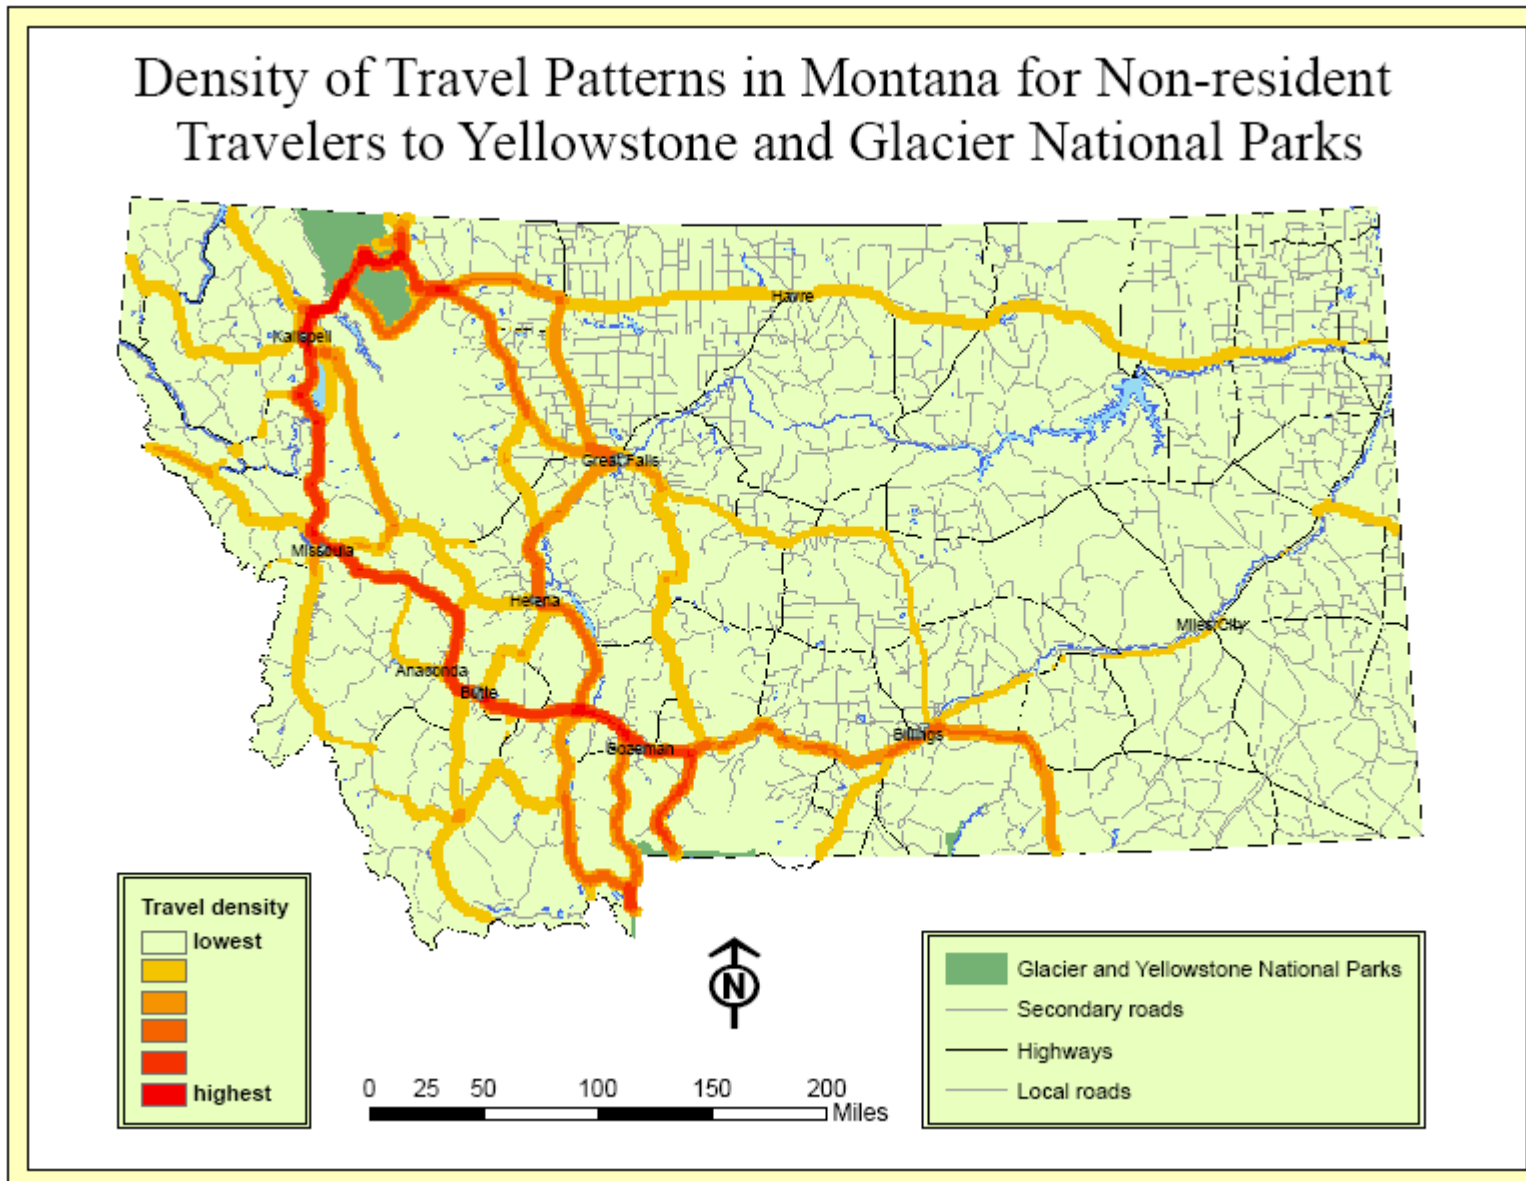 Density of Travel Patterns in Montana for Non-resident
Travelers to Yellowstone and Glacier National Parks
Havre
Kalispell
Great Falls
Missoula
Helena
Miles City
Anaconda
Butte
Billings
Bozeman
Travel density
lowest
highest
N
0 25 50 100 150 200
Miles
Glacier and Yellowstone National Parks
Secondary roads
Highways
Local roads